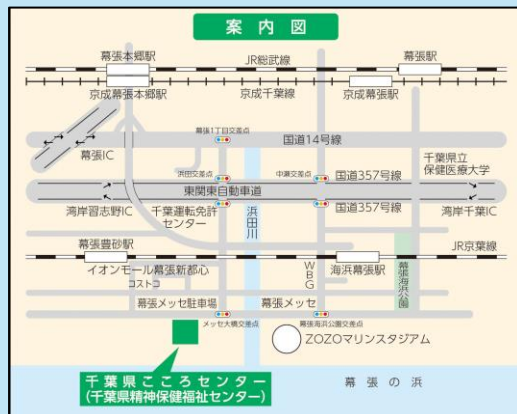 案内図
幕張本郷駅
JR総武線
幕張駅
京成幕張本郷駅
京成千葉線
京成幕張駅
幕張1丁目交差点
国道14号線
幕張IC
千葉県立
保健医療大学
浜田交差点
中瀬交差点
国道357号線
東関東自動車道
湾岸習志野IC
千葉運転免許
センター
浜田川
国道357号線
湾岸千葉IC
幕張豊砂駅
JR京葉線
イオンモール幕張新都心
コストコ
WBG
海浜幕張駅
幕張海浜公園
幕張メッセ駐車場
幕張メッセ
メッセ大橋交差点
幕張海浜公園交差点
ZOZOマリンスタジアム
千葉県こころセンター
(千葉県精神保健福祉センター)
幕張の浜